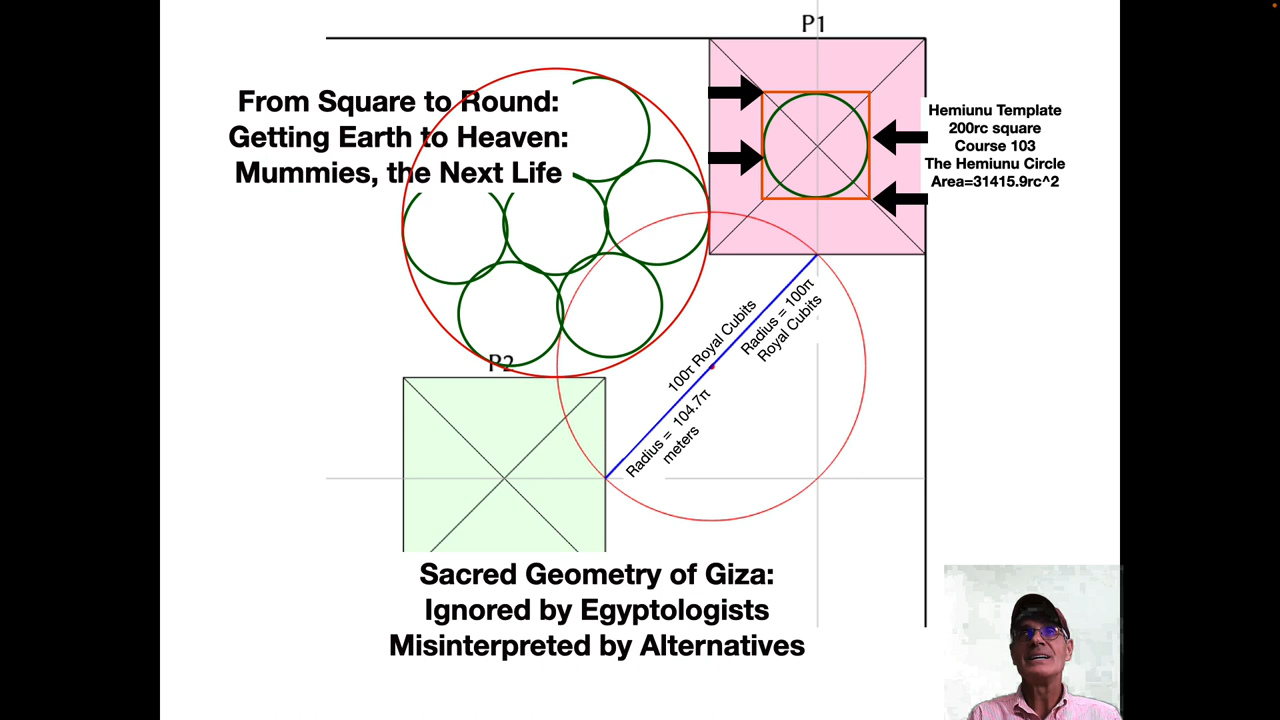 P1
From Square to Round:
Getting Earth to Heaven:
Mummies, the Next Life
Hemiunu Template
200rc square
Course 103
The Hemiunu Circle
Area=31415.9rc^2
100τ Royal Cubits
Radius = 100π
Royal Cubits
Radius = 104.7π
meters
P2
Sacred Geometry of Giza:
Ignored by Egyptologists
Misinterpreted by Alternatives